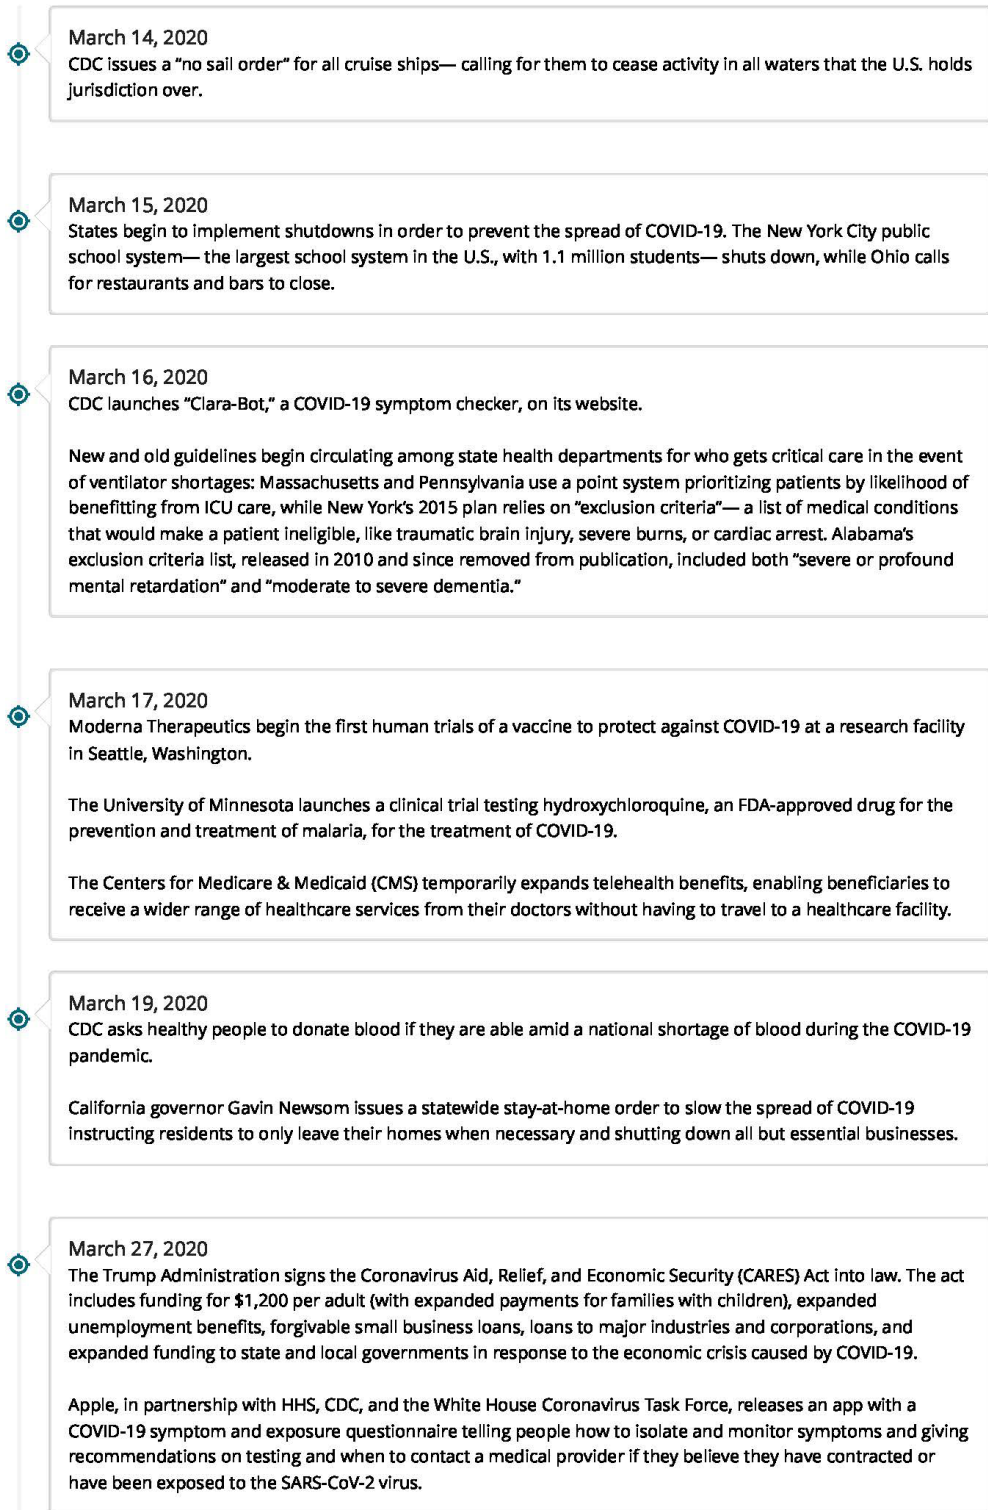 March 14, 2020
CDC issues a “no sail order” for all cruise ships— calling for them to cease activity in all waters that the U.S. holds
jurisdiction over.
March 15, 2020
States begin to implement shutdowns in order to prevent the spread of COVID-19. The New York City public
school system— the largest school system in the U.S., with 1.1 million students— shuts down, while Ohio calls
for restaurants and bars to close.
March 16, 2020
CDC launches “Clara-Bot,” a COVID-19 symptom checker, on its website.
New and old guidelines begin circulating among state health departments for who gets critical care in the event
of ventilator shortages: Massachusetts and Pennsylvania use a point system prioritizing patients by likelihood of
benefitting from ICU care, while New York’s 2015 plan relies on “exclusion criteria”— a list of medical conditions
that would make a patient ineligible, like traumatic brain injury, severe burns, or cardiac arrest. Alabama’s
exclusion criteria list, released in 2010 and since removed from publication, included both “severe or profound
mental retardation” and “moderate to severe dementia.”
March 17, 2020
Moderna Therapeutics begin the first human trials of a vaccine to protect against COVID-19 at a research facility
in Seattle, Washington.
The University of Minnesota launches a clinical trial testing hydroxychloroquine, an FDA-approved drug for the
prevention and treatment of malaria, for the treatment of COVID-19.
The Centers for Medicare & Medicaid (CMS) temporarily expands telehealth benefits, enabling beneficiaries to
receive a wider range of healthcare services from their doctors without having to travel to a healthcare facility.
March 19, 2020
CDC asks healthy people to donate blood if they are able amid a national shortage of blood during the COVID-19
pandemic.
California governor Gavin Newsom issues a statewide stay-at-home order to slow the spread of COVID-19
instructing residents to only leave their homes when necessary and shutting down all but essential businesses.
March 27, 2020
The Trump Administration signs the Coronavirus Aid, Relief, and Economic Security (CARES) Act into law. The act
includes funding for $1,200 per adult (with expanded payments for families with children), expanded
unemployment benefits, forgivable small business loans, loans to major industries and corporations, and
expanded funding to state and local governments in response to the economic crisis caused by COVID-19.
Apple, in partnership with HHS, CDC, and the White House Coronavirus Task Force, releases an app with a
COVID-19 symptom and exposure questionnaire telling people how to isolate and monitor symptoms and giving
recommendations on testing and when to contact a medical provider if they believe they have contracted or
have been exposed to the SARS-CoV-2 virus.